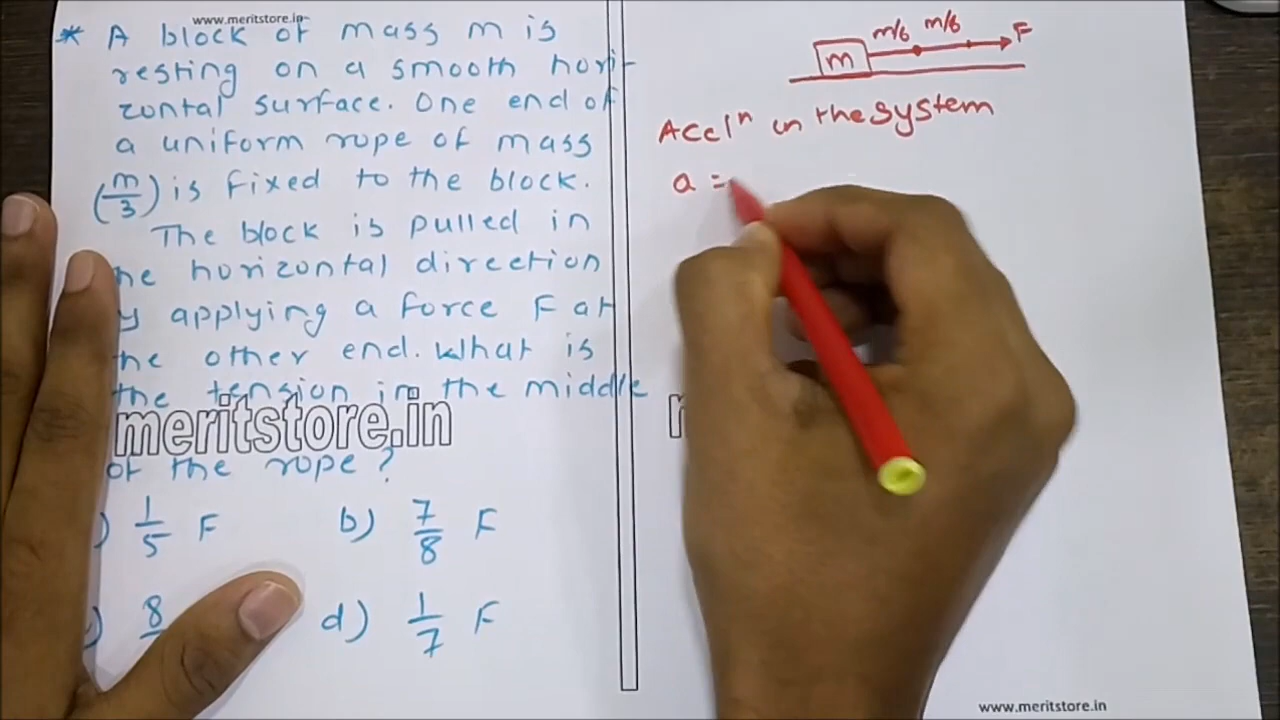 www.meritstore.in
* A block of mass m is
resting on a smooth hori-
zontal surface. One end of
a uniform rope of mass
(m/3) is fixed to the block.
The block is pulled in
he horizontal direction
y applying a force F at
he other end. What is
the tension in the middle
meritstore.in
of the rope?
) 1/5 F b) 7/8 F
) 8 d) 1/7 F
m/6 m/6 F
m
Accln in the system
a =
www.meritstore.in